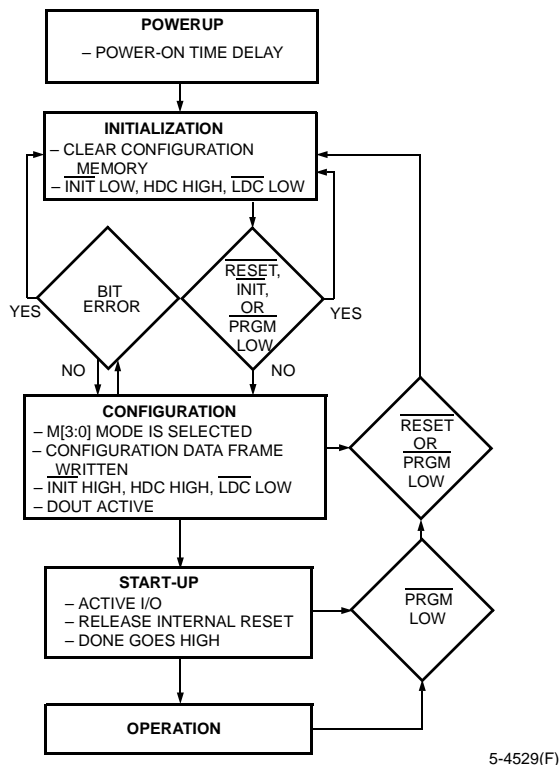 POWERUP
– POWER-ON TIME DELAY
INITIALIZATION
– CLEAR CONFIGURATION
MEMORY
– INIT LOW, HDC HIGH, LDC LOW
BIT
ERROR
YES
NO
RESET,
INIT,
OR
PRGM
LOW
YES
NO
CONFIGURATION
– M[3:0] MODE IS SELECTED
– CONFIGURATION DATA FRAME
WRITTEN
– INIT HIGH, HDC HIGH, LDC LOW
– DOUT ACTIVE
RESET
OR
PRGM
LOW
START-UP
– ACTIVE I/O
– RELEASE INTERNAL RESET
– DONE GOES HIGH
PRGM
LOW
OPERATION
5-4529(F)